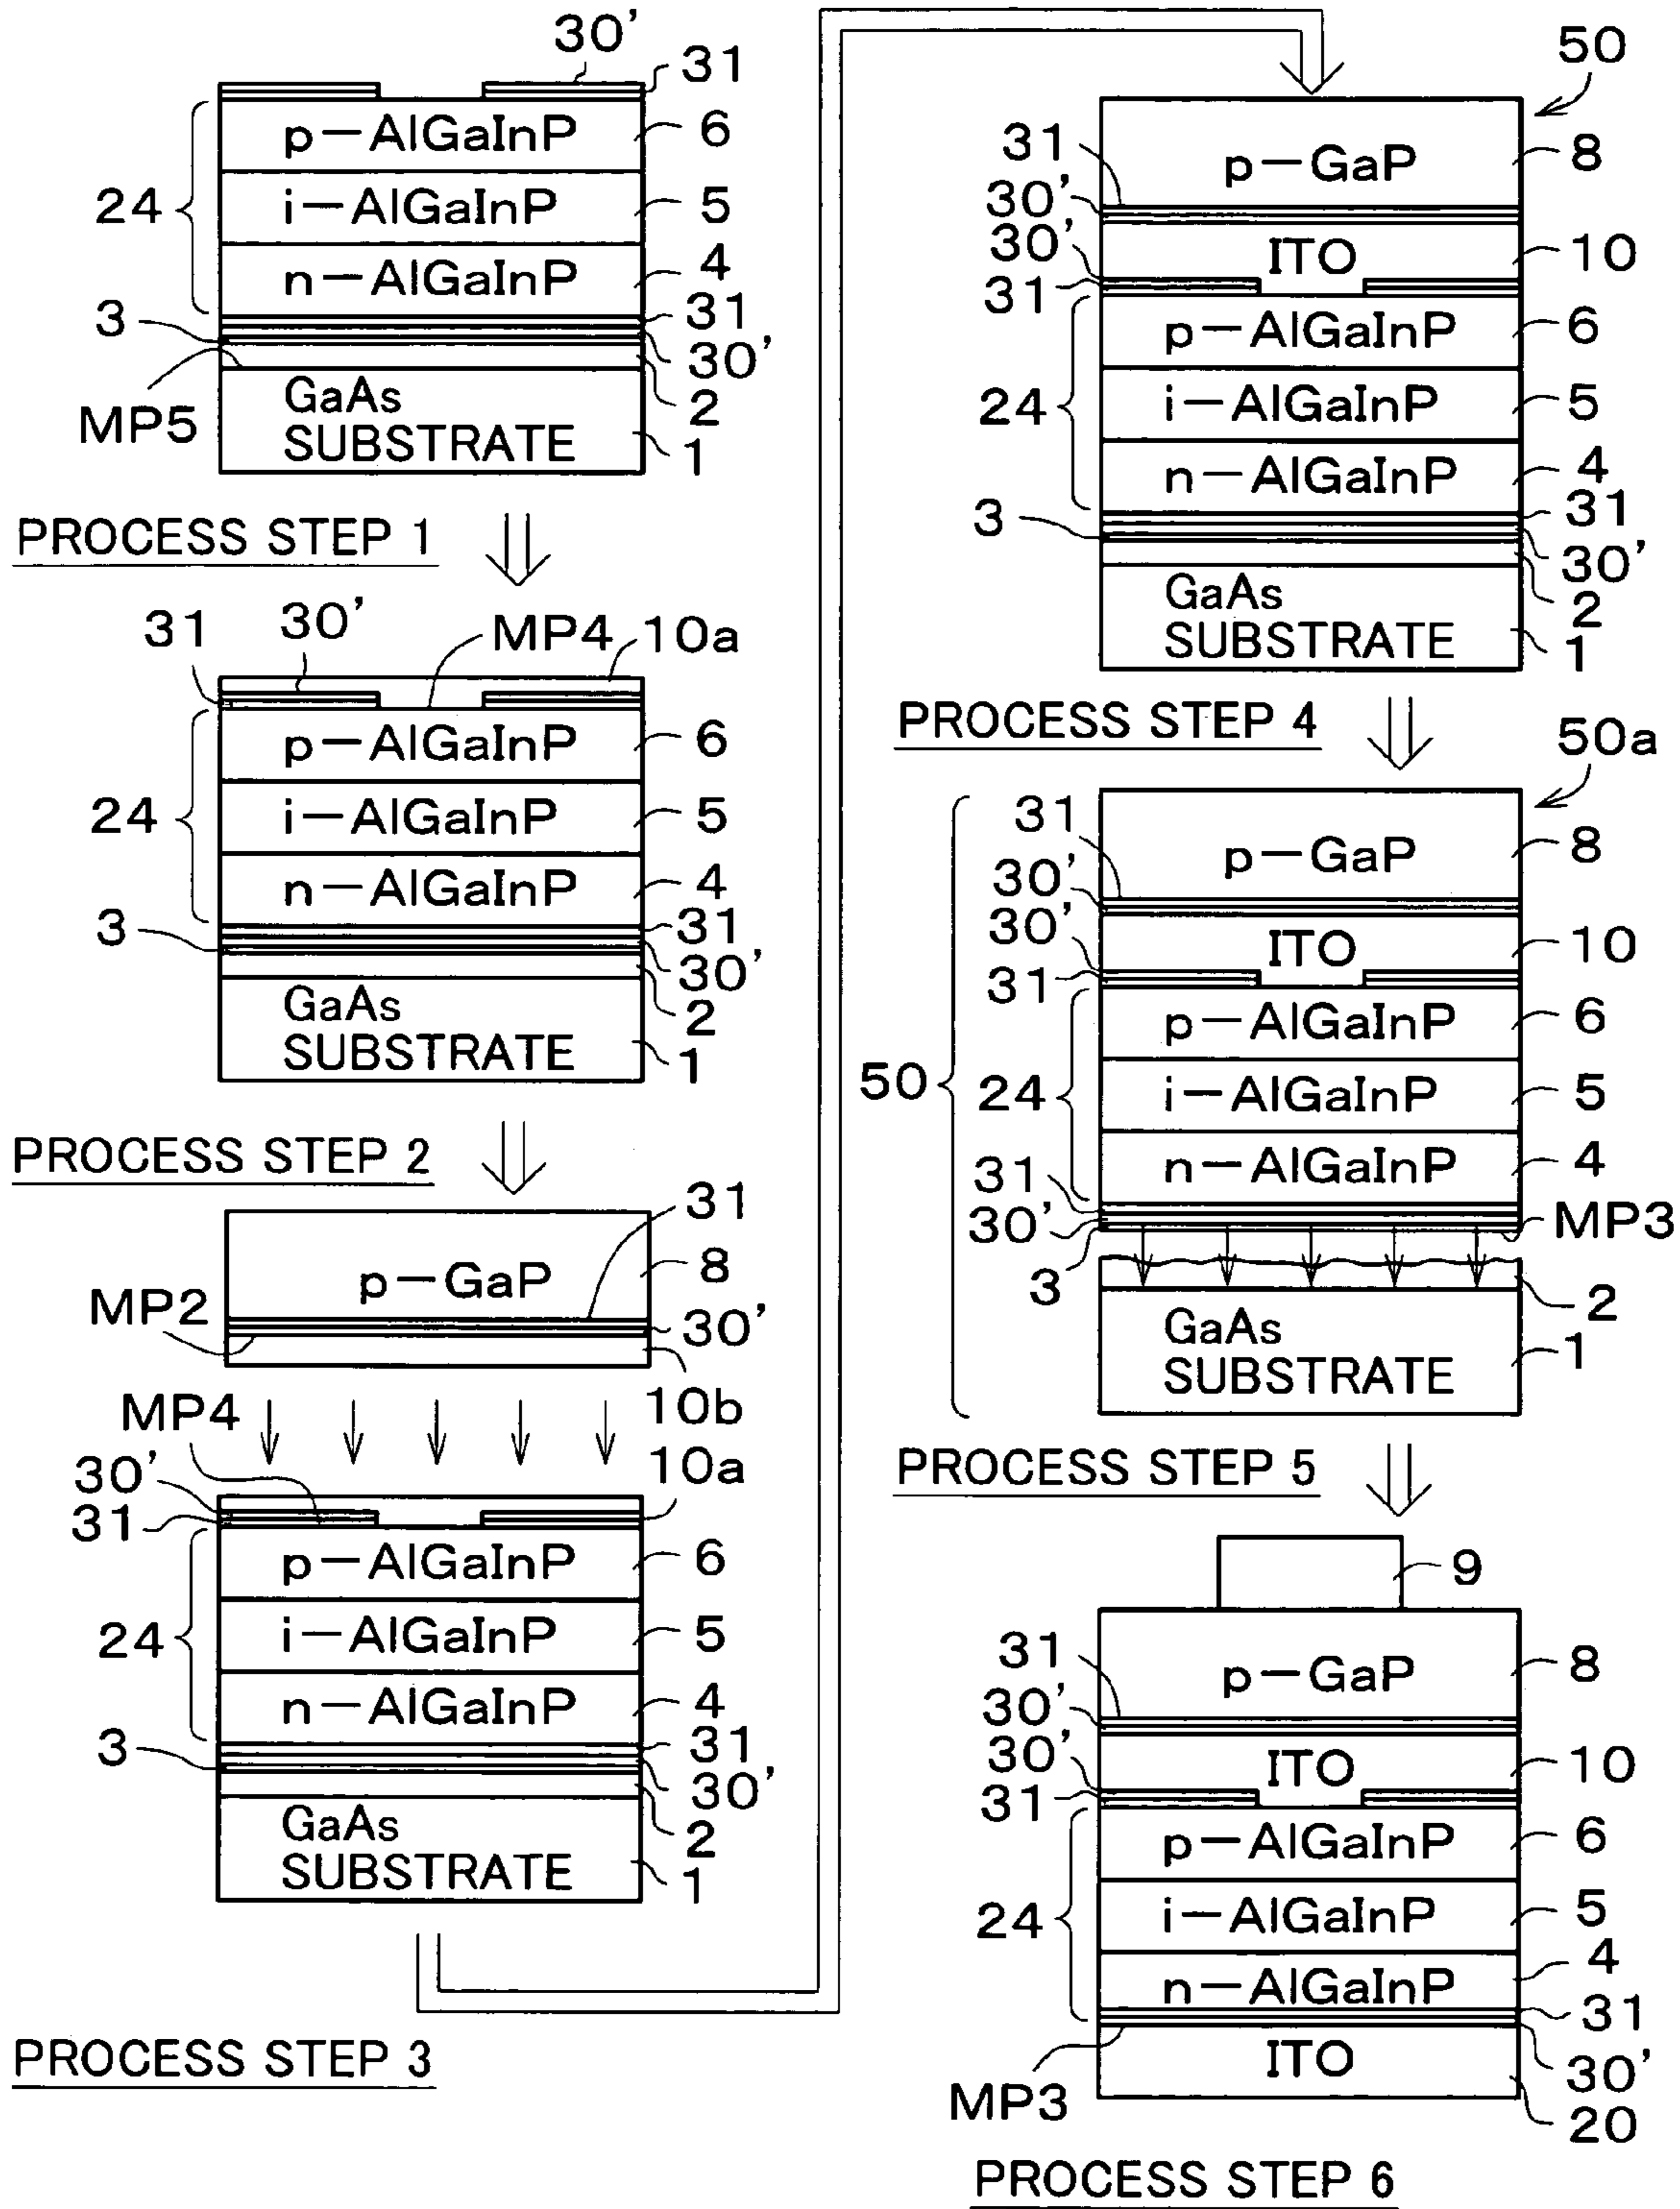 30'
31
p-AlGaInP
6
24
i-AlGaInP
5
n-AlGaInP
4
31
3
30'
MP5
GaAs
SUBSTRATE
2
1
PROCESS STEP 1
31
30'
MP4
10a
p-AlGaInP
6
24
i-AlGaInP
5
n-AlGaInP
4
3
31
30'
GaAs
SUBSTRATE
2
1
PROCESS STEP 2
31
p-GaP
8
MP2
30'
10b
MP4
10a
30'
31
p-AlGaInP
6
24
i-AlGaInP
5
n-AlGaInP
4
3
31
30'
GaAs
SUBSTRATE
2
1
PROCESS STEP 3
50
31
p-GaP
8
30'
30'
ITO
10
31
p-AlGaInP
6
24
i-AlGaInP
5
n-AlGaInP
4
3
31
30'
GaAs
SUBSTRATE
2
1
PROCESS STEP 4
50a
31
p-GaP
8
30'
30'
ITO
10
31
p-AlGaInP
6
50
24
i-AlGaInP
5
n-AlGaInP
4
31
30'
MP3
3
2
GaAs
SUBSTRATE
1
PROCESS STEP 5
9
31
p-GaP
8
30'
30'
ITO
10
31
p-AlGaInP
6
24
i-AlGaInP
5
n-AlGaInP
4
31
ITO
30'
MP3
20
PROCESS STEP 6